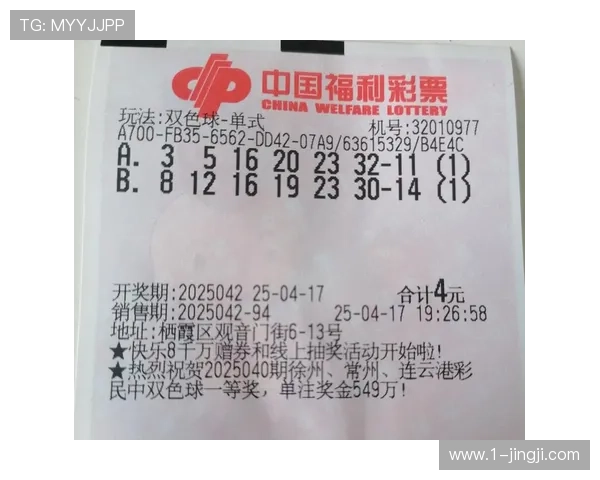 TG: MYYJJPP
中国福利彩票
CHINA WELFARE LOTTERY
玩法:双色球-单式 机号:32010977
A700-FB35-6562-DD42-07A9/63615329/B4E4C
A. 3 5 16 20 23 32-11 (1)
B. 8 12 16 19 23 30-14 (1)
开奖期:2025042 25-04-17 合计4元
销售期:2025042-94 25-04-17 19:26:58
地址:栖霞区观音门街6-13号
★快乐8千万赠券和线上抽奖活动开始啦!
★热烈祝贺2025040期徐州、常州、连云港彩
民中双色球一等奖,单注奖金549万!
www.1-jingji.com